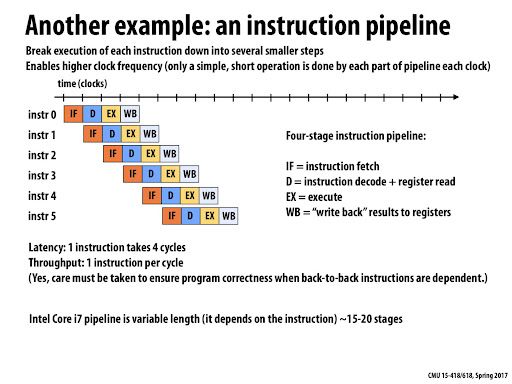 Another example: an instruction pipeline
Break execution of each instruction down into several smaller steps
Enables higher clock frequency (only a simple, short operation is done by each part of pipeline each clock)
time (clocks)
instr 0 IF D EX WB
instr 1 IF D EX WB
instr 2 IF D EX WB
instr 3 IF D EX WB
instr 4 IF D EX WB
instr 5 IF D EX WB
Four-stage instruction pipeline:
IF = instruction fetch
D = instruction decode + register read
EX = execute
WB = “write back” results to registers
Latency: 1 instruction takes 4 cycles
Throughput: 1 instruction per cycle
(Yes, care must be taken to ensure program correctness when back-to-back instructions are dependent.)
Intel Core i7 pipeline is variable length (it depends on the instruction) ~15-20 stages
CMU 15-418/618, Spring 2017